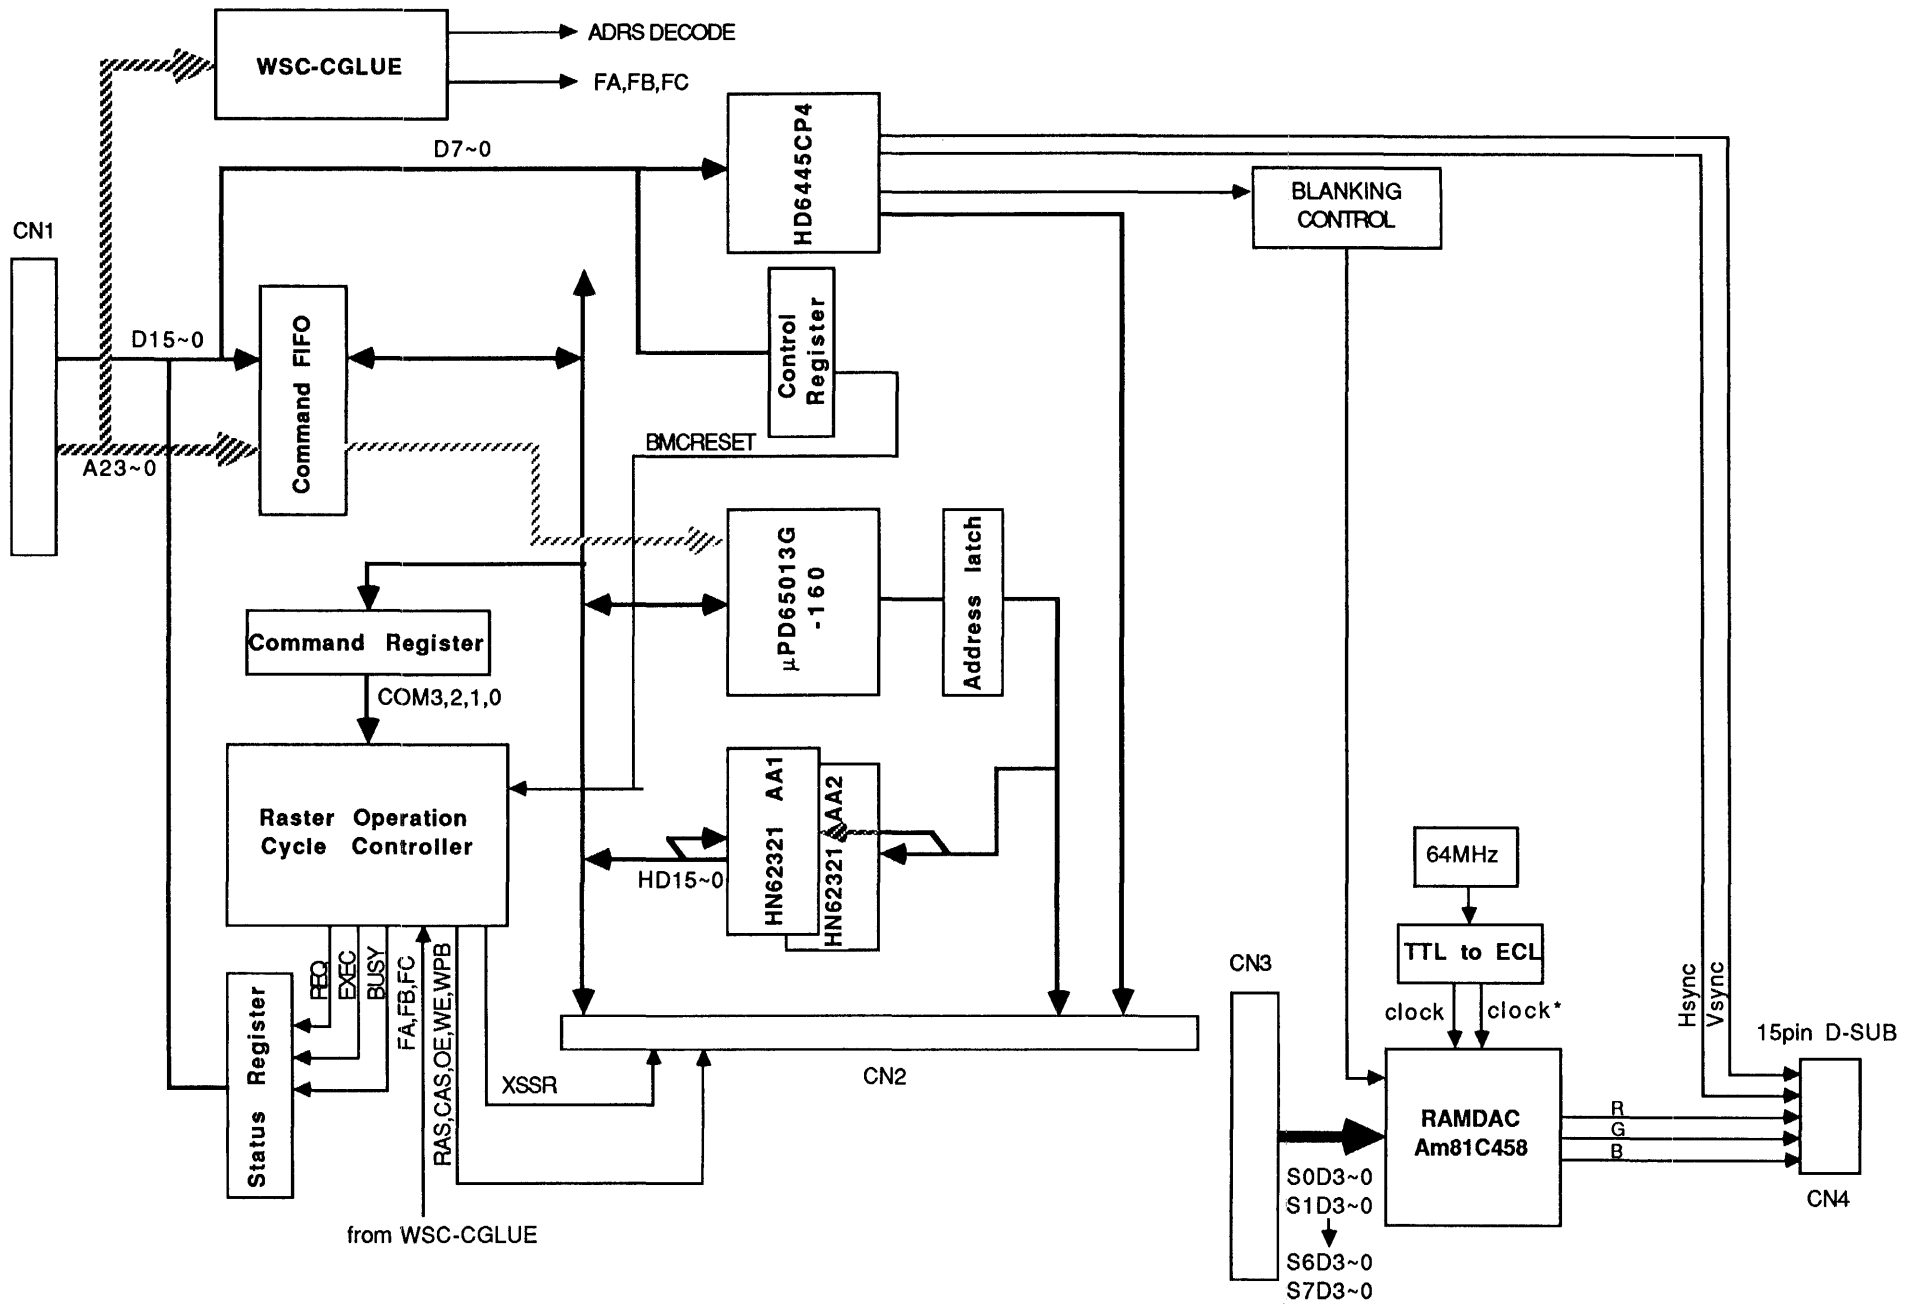 WSC-CGLUE
ADRS DECODE
FA,FB,FC
D7~0
HD6445CP4
BLANKING
CONTROL
CN1
D15~0
Command FIFO
Control
Register
A23~0
BMCRESET
µPD65013G
-160
Address latch
Command Register
COM3,2,1,0
Raster Operation
Cycle Controller
HN62321 AA1
HN62321 AA2
HD15~0
64MHz
TTL to ECL
clock
clock*
Hsync
Vsync
15pin D-SUB
REQ
EXEC
BUSY
FA,FB,FC
RAS,CAS,OE,WE,WPB
Status Register
XSSR
CN2
CN3
RAMDAC
Am81C458
R
G
B
CN4
S0D3~0
S1D3~0
S6D3~0
S7D3~0
from WSC-CGLUE